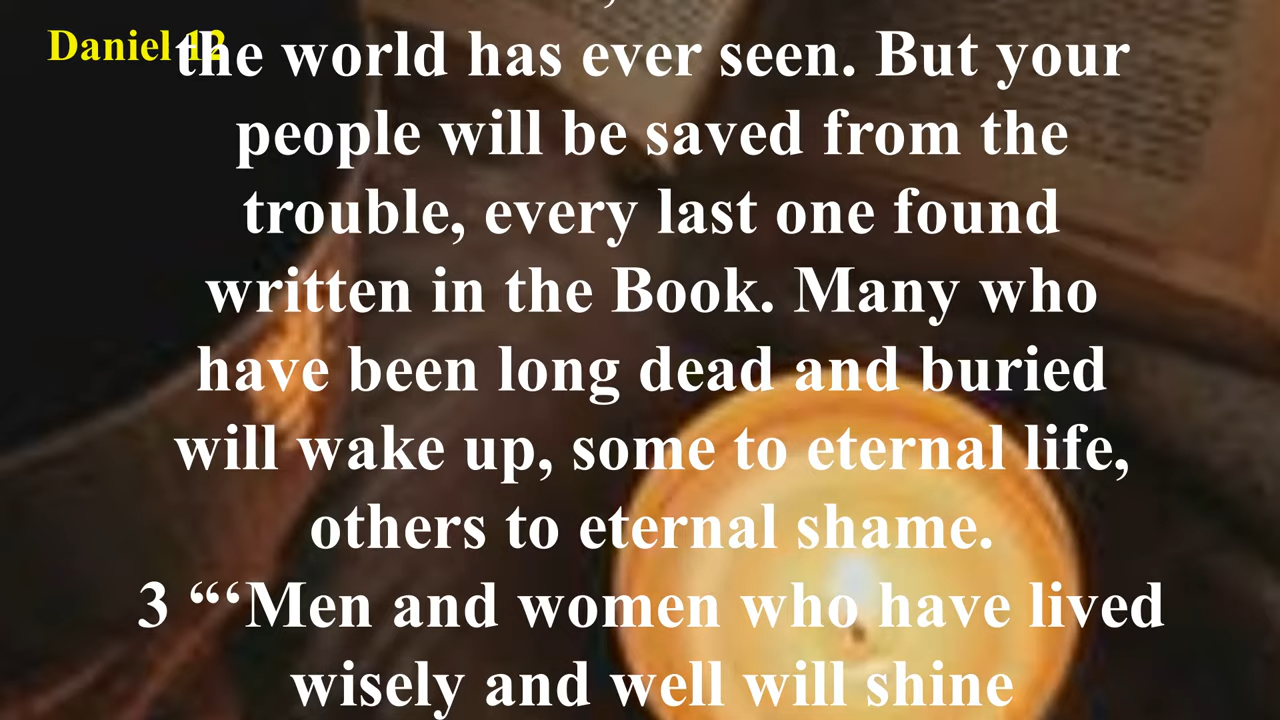 Daniel 12
the world has ever seen. But your
people will be saved from the
trouble, every last one found
written in the Book. Many who
have been long dead and buried
will wake up, some to eternal life,
others to eternal shame.
3 “‘Men and women who have lived
wisely and well will shine